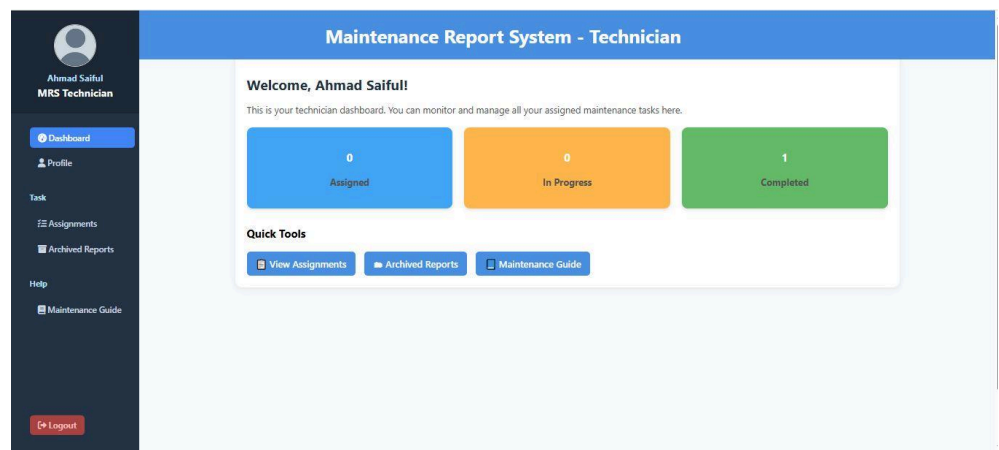 Maintenance Report System - Technician
Ahmad Saiful
MRS Technician
Dashboard
Profile
Task
Assignments
Archived Reports
Help
Maintenance Guide
Logout
Welcome, Ahmad Saiful!
This is your technician dashboard. You can monitor and manage all your assigned maintenance tasks here.
0
Assigned
0
In Progress
1
Completed
Quick Tools
View Assignments
Archived Reports
Maintenance Guide